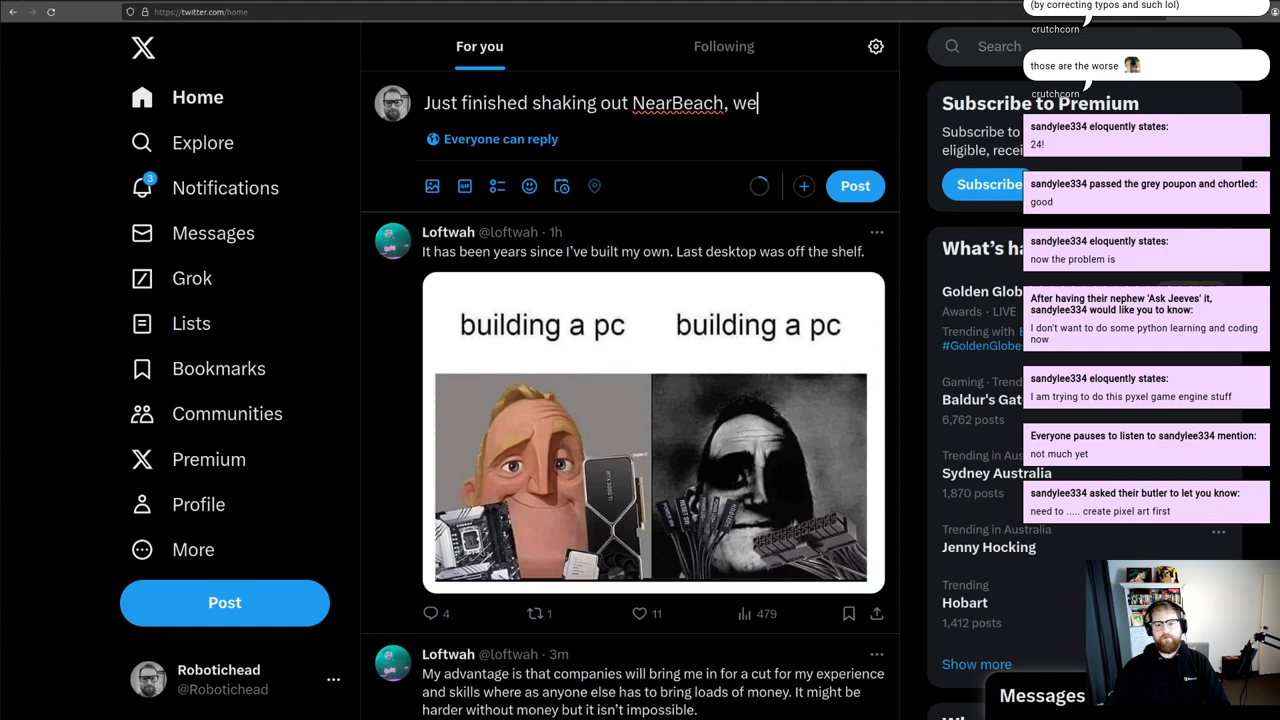 https://twitter.com/home
Home
Explore
3
Notifications
Messages
Grok
Lists
Bookmarks
Communities
Premium
Profile
More
Post
Robotichead
@Robotichead
For you
Following
Just finished shaking out NearBeach, we
Everyone can reply
GIF
Post
Loftwah @loftwah · 1h
It has been years since I've built my own. Last desktop was off the shelf.
building a pc
building a pc
4
1
11
479
Loftwah @loftwah · 3m
My advantage is that companies will bring me in for a cut for my experience
and skills where as anyone else has to bring loads of money. It might be
harder without money but it isn't impossible.
Search
Subscribe to Premium
Subscribe to
eligible, recei
Subscribe
What's ha
Golden Glob
Awards · LIVE
Trending with
#GoldenGlobe
Gaming · Trend
Baldur's Gat
6,762 posts
Trending in Aus
Sydney Australia
1,870 posts
Trending in Australia
Jenny Hocking
Trending
Hobart
1,412 posts
Show more
Messages
(by correcting typos and such lol)
crutchcorn
those are the worse
crutchcorn
sandylee334 eloquently states:
24!
sandylee334 passed the grey poupon and chortled:
good
sandylee334 eloquently states:
now the problem is
After having their nephew 'Ask Jeeves' it,
sandylee334 would like you to know:
I don't want to do some python learning and coding
now
sandylee334 eloquently states:
I am trying to do this pyxel game engine stuff
Everyone pauses to listen to sandylee334 mention:
not much yet
sandylee334 asked their butler to let you know:
need to ..... create pixel art first